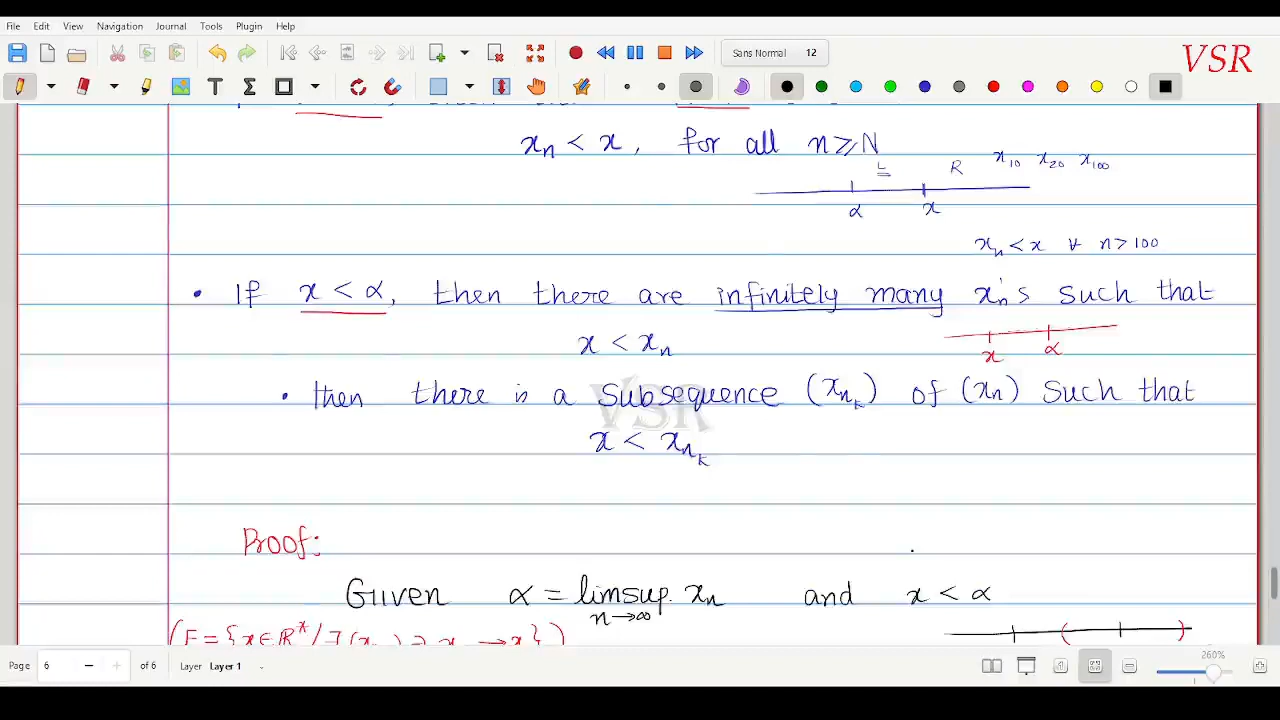 File Edit View Navigation Journal Tools Plugin Help
Sans Normal 12
VSR
xₙ < x, for all n ≥ N
L R x₁₀ x₂₀ x₁₀₀
α x
xₙ < x ∀ n > 100
• If x < α, then there are infinitely many xₙ's such that
x < xₙ
x α
• then there is a Subsequence (xₙₖ) of (xₙ) Such that
VSR
x < xₙₖ
Proof:
Given α = limsup xₙ and x < α
n→∞
(E = {x ∈ R* / ∃ (xₙ
Page 6 of 6 Layer Layer 1 260%